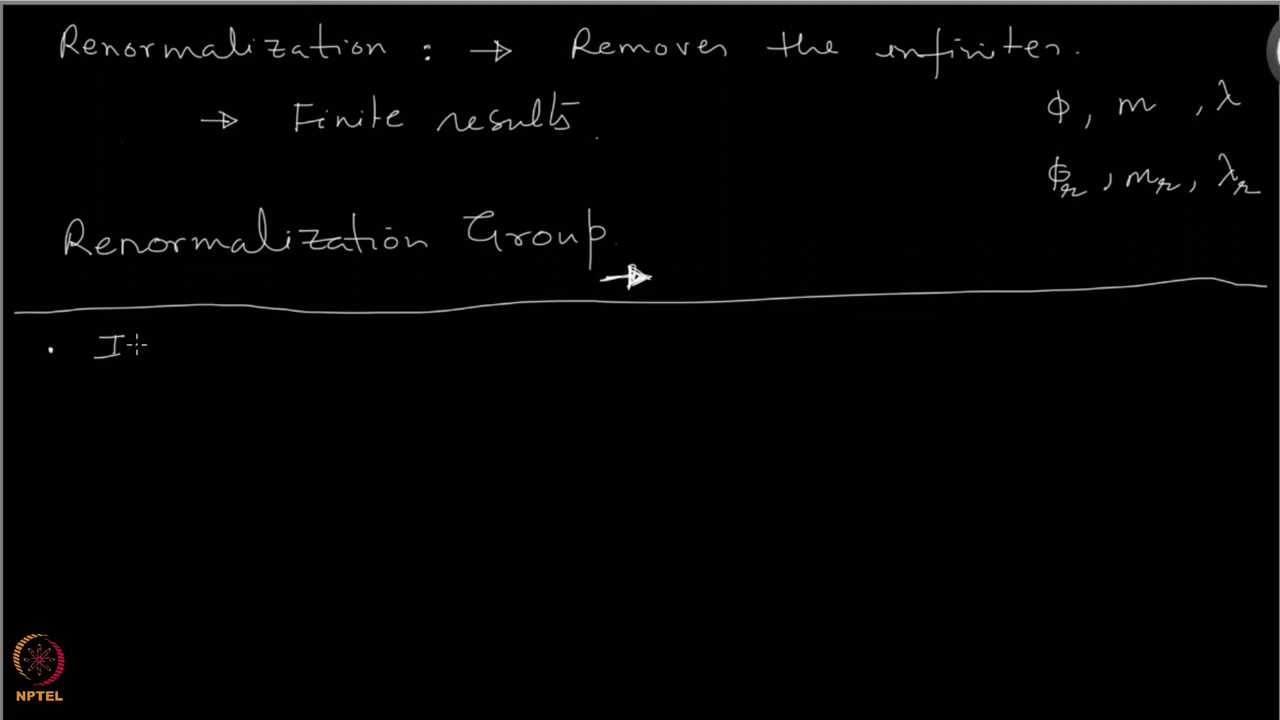 Renormalization : → Removes the infinites.
→ Finite results.
ϕ, m, λ
ϕr, mr, λr
Renormalization Group
→
. I
NPTEL